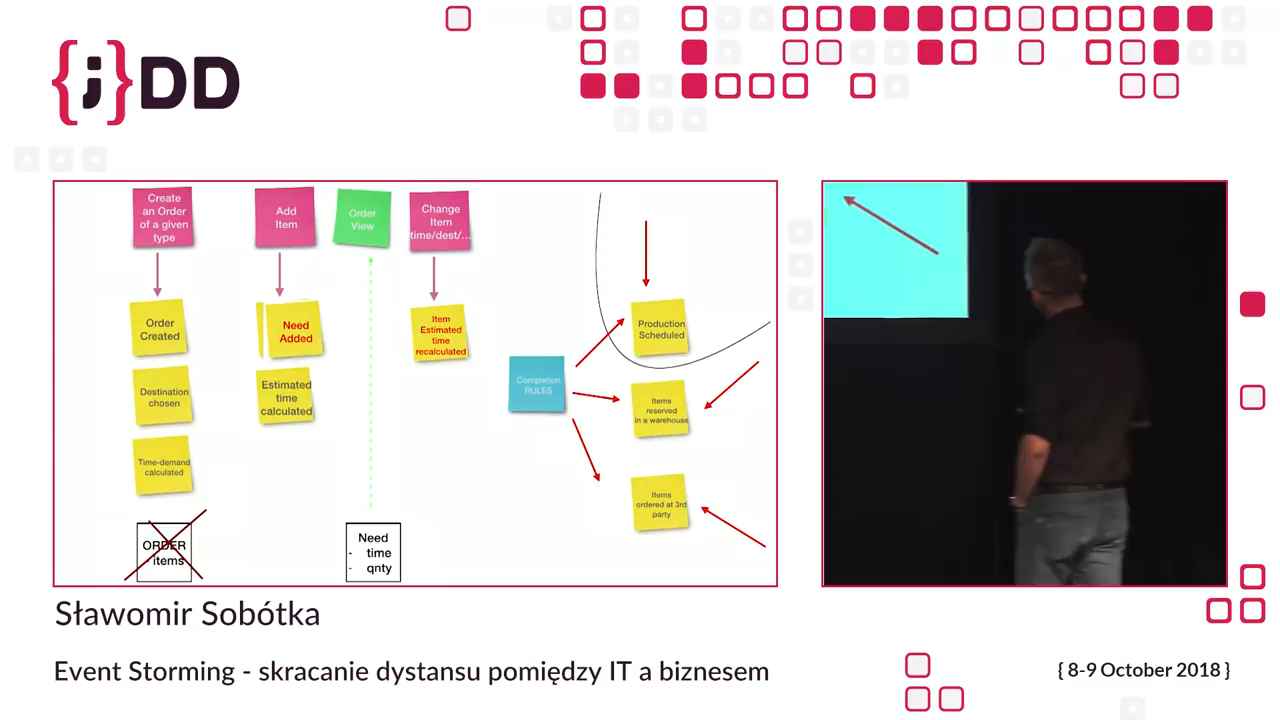 {j}DD
Create
an Order
of a given
type
Add
Item
Order
View
Change
Item
time/dest/...
Order
Created
Need
Added
Item
Estimated
time
recalculated
Production
Scheduled
Destination
chosen
Estimated
time
calculated
Completion
RULES
Items
reserved
in a warehouse
Time-demand
calculated
Items
ordered at 3rd
party
ORDER
- items
Need
- time
- qnty
Sławomir Sobótka
Event Storming - skracanie dystansu pomiędzy IT a biznesem
{ 8-9 October 2018 }